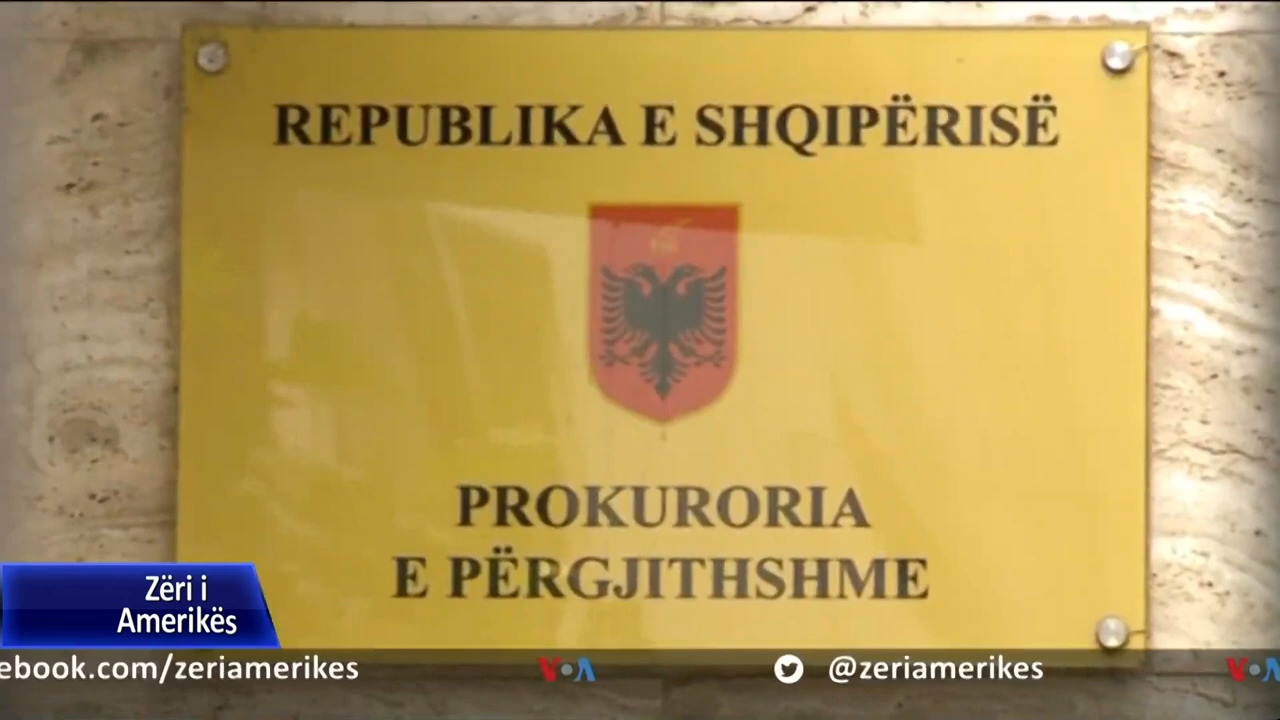 REPUBLIKA E SHQIPËRISË
PROKURORIA
E PËRGJITHSHME
Zëri i
Amerikës
ebook.com/zeriamerikes
VOA
@zeriamerikes
VOA